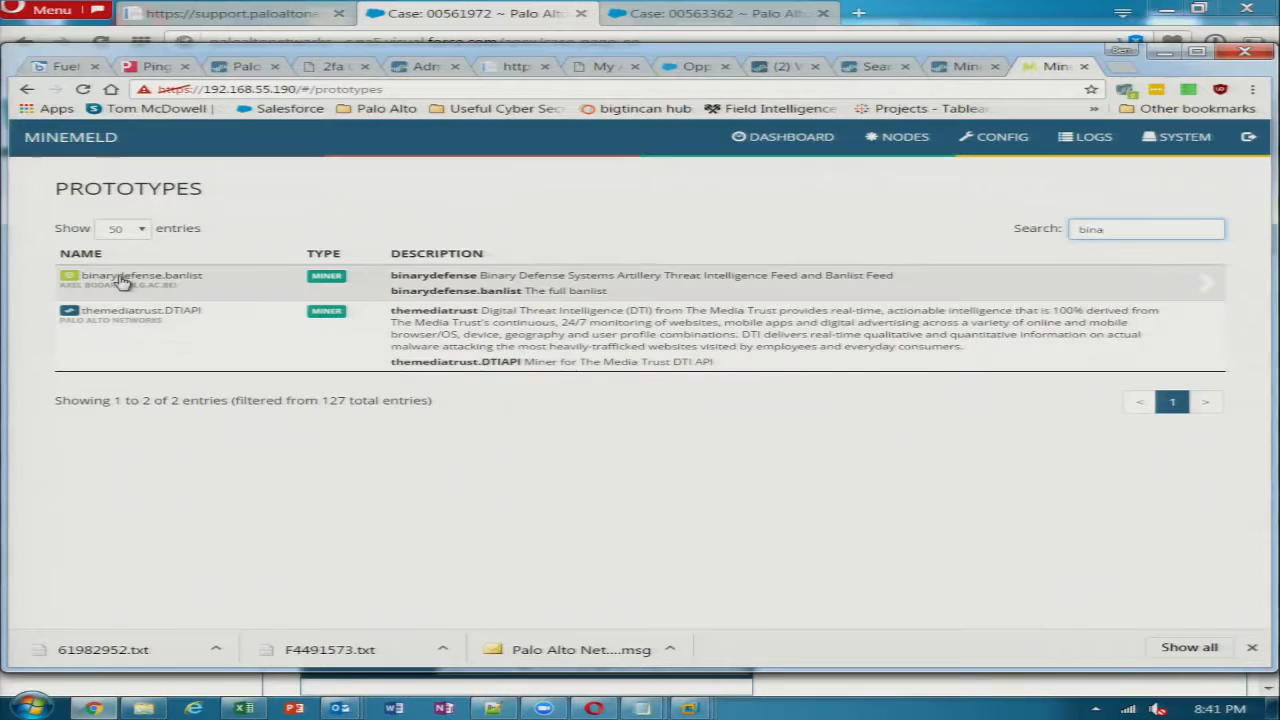 Menu
https://support.paloaltone
Case: 00561972 ~ Palo Alto
Case: 00563362 ~ Palo Alto
Ben
Fuel
Ping
Palo
2fa
Adm
http
My
Opp
(2)
Sear
Min
Min
https://192.168.55.190/#/prototypes
Apps
Tom McDowell
Salesforce
Palo Alto
Useful Cyber Sec
bigtincan hub
Field Intelligence
Projects - Tablea
»
Other bookmarks
MINEMELD
DASHBOARD
NODES
CONFIG
LOGS
SYSTEM
PROTOTYPES
Show 50 entries
Search: bina
NAME TYPE DESCRIPTION
binarydefense.banlist MINER binarydefense Binary Defense Systems Artillery Threat Intelligence Feed and Banlist Feed
binarydefense.banlist The full banlist
themediatrust.DTIAPI MINER themediatrust Digital Threat Intelligence (DTI) from The Media Trust provides real-time, actionable intelligence that is 100% derived from
PALO ALTO NETWORKS The Media Trust's continuous, 24/7 monitoring of websites, mobile apps and digital advertising across a variety of online and mobile
browser/OS, device, geography and user profile combinations. DTI delivers real-time qualitative and quantitative information on actual
malware attacking the most heavily-trafficked websites visited by employees and everyday consumers.
themediatrust.DTIAPI Miner for The Media Trust DTI API
Showing 1 to 2 of 2 entries (filtered from 127 total entries)
< 1 >
61982952.txt
F4491573.txt
Palo Alto Net....msg
Show all
8:41 PM